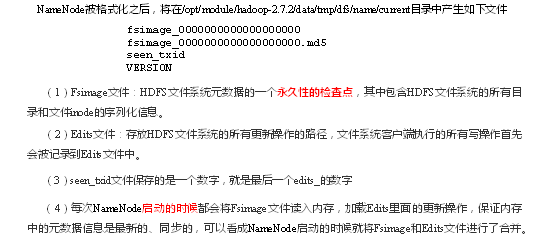 NameNode被格式化之后，将在/opt/module/hadoop-2.7.2/data/tmp/dfs/name/current目录中产生如下文件
fsimage_0000000000000000000
fsimage_0000000000000000000.md5
seen_txid
VERSION
（1）Fsimage文件：HDFS文件系统元数据的一个永久性的检查点，其中包含HDFS文件系统的所有目
录和文件inode的序列化信息。
（2）Edits文件：存放HDFS文件系统的所有更新操作的路径，文件系统客户端执行的所有写操作首先
会被记录到Edits文件中。
（3）seen_txid文件保存的是一个数字，就是最后一个edits_的数字
（4）每次NameNode启动的时候都会将Fsimage文件读入内存，加载Edits里面的更新操作，保证内存
中的元数据信息是最新的、同步的，可以看成NameNode启动的时候就将Fsimage和Edits文件进行了合并。